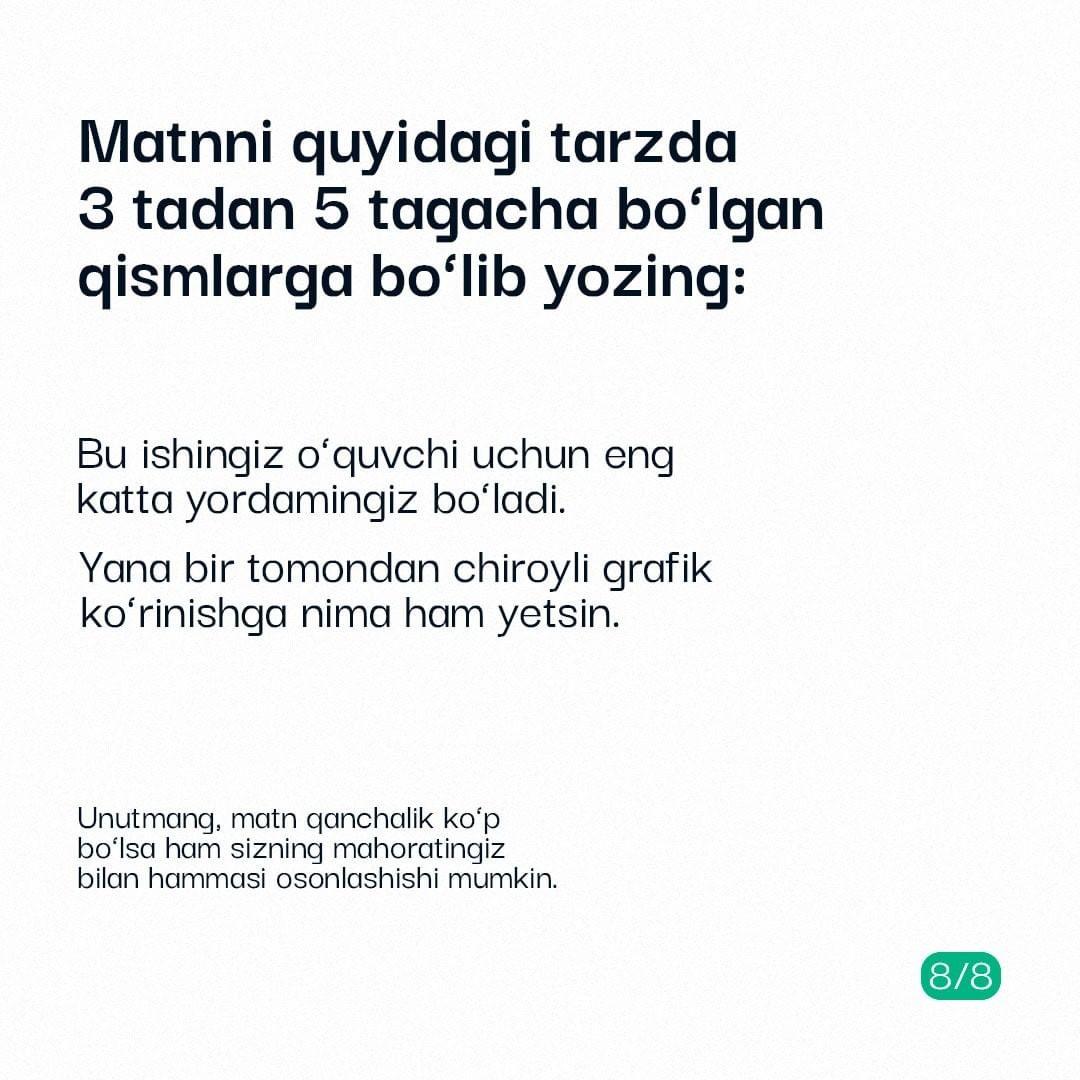 Matnni quyidagi tarzda
3 tadan 5 tagacha bo‘lgan
qismlarga bo‘lib yozing:
Bu ishingiz o‘quvchi uchun eng
katta yordamingiz bo‘ladi.
Yana bir tomondan chiroyli grafik
ko‘rinishga nima ham yetsin.
Unutmang, matn qanchalik ko‘p
bo‘lsa ham sizning mahoratingiz
bilan hammasi osonlashishi mumkin.
8/8